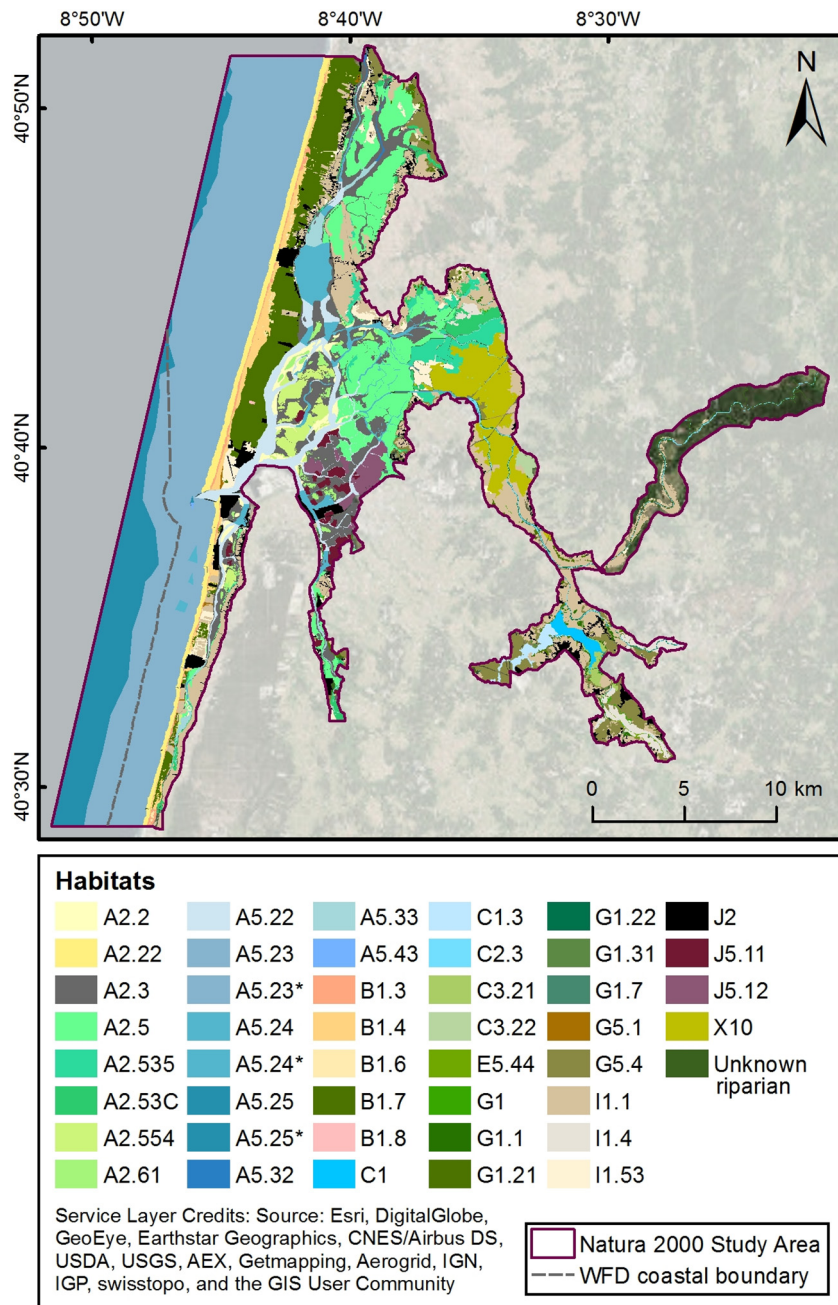 8°50'W 8°40'W 8°30'W
N
40°50'N
40°40'N
40°30'N
0 5 10 km
Habitats
A2.2 A5.22 A5.33 C1.3 G1.22 J2
A2.22 A5.23 A5.43 C2.3 G1.31 J5.11
A2.3 A5.23* B1.3 C3.21 G1.7 J5.12
A2.5 A5.24 B1.4 C3.22 G5.1 X10
A2.535 A5.24* B1.6 E5.44 G5.4 Unknown
riparian
A2.53C A5.25 B1.7 G1 I1.1
A2.554 A5.25* B1.8 G1.1 I1.4
A2.61 A5.32 C1 G1.21 I1.53
Service Layer Credits: Source: Esri, DigitalGlobe,
GeoEye, Earthstar Geographics, CNES/Airbus DS,
USDA, USGS, AEX, Getmapping, Aerogrid, IGN,
IGP, swisstopo, and the GIS User Community
Natura 2000 Study Area
WFD coastal boundary